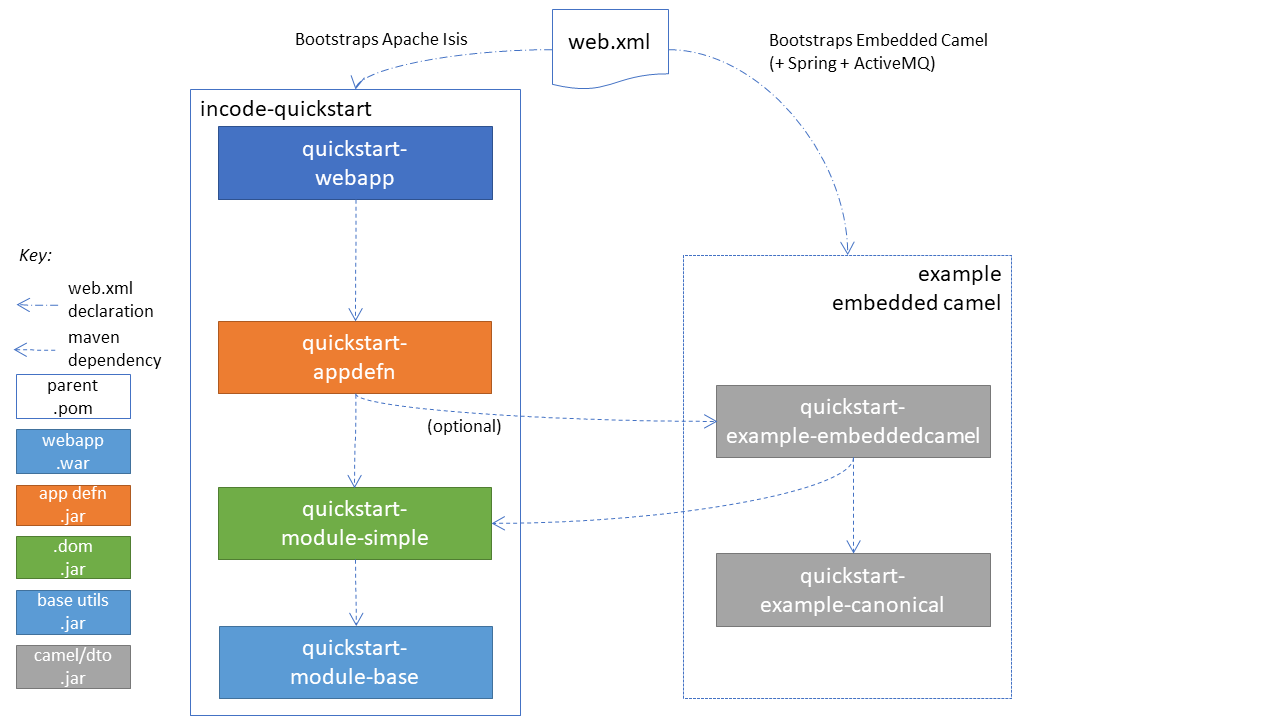 web.xml
Bootstraps Apache Isis
Bootstraps Embedded Camel
(+ Spring + ActiveMQ)
incode-quickstart
quickstart-
webapp
quickstart-
appdefn
(optional)
quickstart-
module-simple
quickstart-
module-base
example
embedded camel
quickstart-
example-embeddedcamel
quickstart-
example-canonical
Key:
web.xml
declaration
maven
dependency
parent
.pom
webapp
.war
app defn
.jar
.dom
.jar
base utils
.jar
camel/dto
.jar